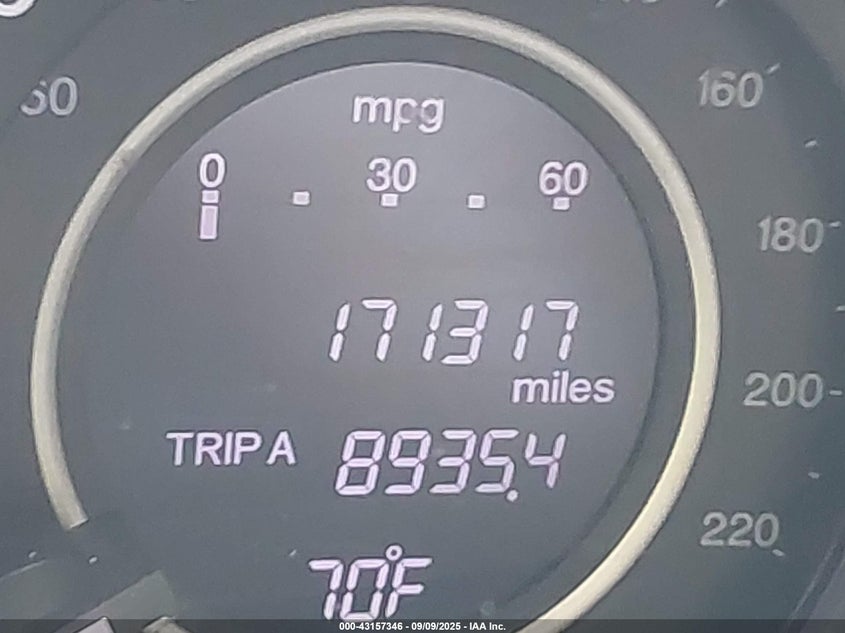 mpg
0 30 60
160
180
171317
miles
200
TRIP A 8935.4
220
70°F
000-43157346 - 09/09/2025 - IAA Inc.